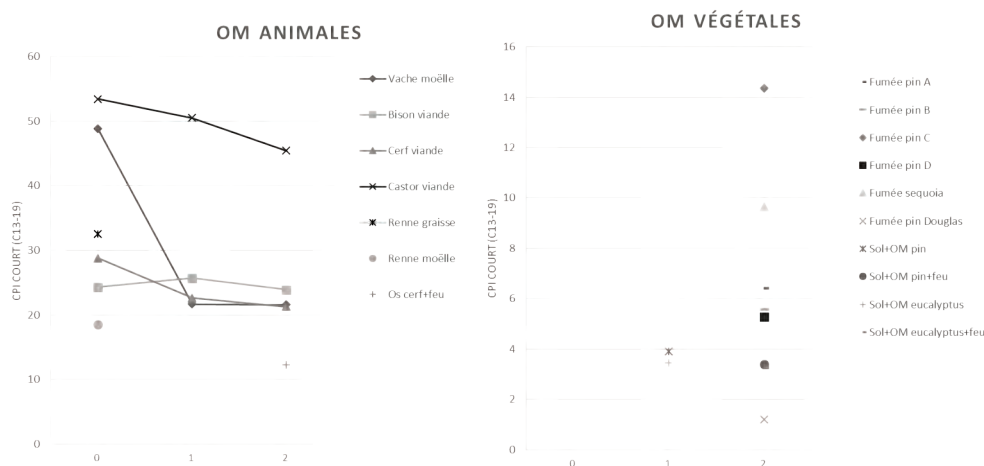 OM ANIMALES
CPI COURT (C13-19)
60
50
40
30
20
10
0
0
1
2
Vache moëlle
Bison viande
Cerf viande
Castor viande
Renne graisse
Renne moëlle
Os cerf+feu
OM VÉGÉTALES
CPI COURT (C13-19)
16
14
12
10
8
6
4
2
0
0
1
2
Fumée pin A
Fumée pin B
Fumée pin C
Fumée pin D
Fumée sequoia
Fumée pin Douglas
Sol+OM pin
Sol+OM pin+feu
Sol+OM eucalyptus
Sol+OM eucalyptus+feu